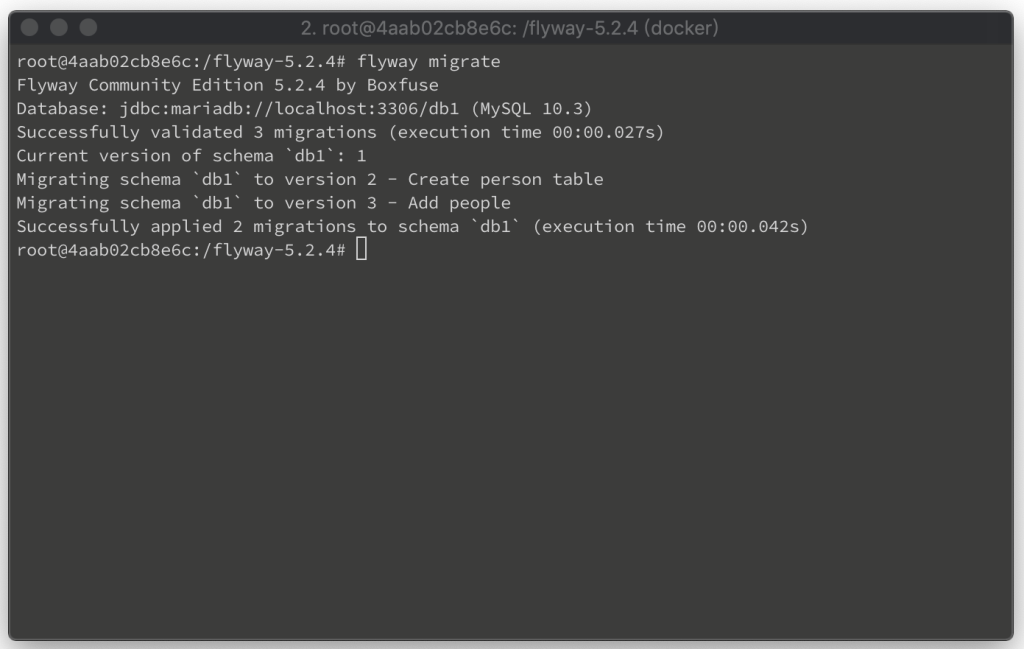 2. root@4aab02cb8e6c: /flyway-5.2.4 (docker)
root@4aab02cb8e6c:/flyway-5.2.4# flyway migrate
Flyway Community Edition 5.2.4 by Boxfuse
Database: jdbc:mariadb://localhost:3306/db1 (MySQL 10.3)
Successfully validated 3 migrations (execution time 00:00.027s)
Current version of schema `db1`: 1
Migrating schema `db1` to version 2 - Create person table
Migrating schema `db1` to version 3 - Add people
Successfully applied 2 migrations to schema `db1` (execution time 00:00.042s)
root@4aab02cb8e6c:/flyway-5.2.4#